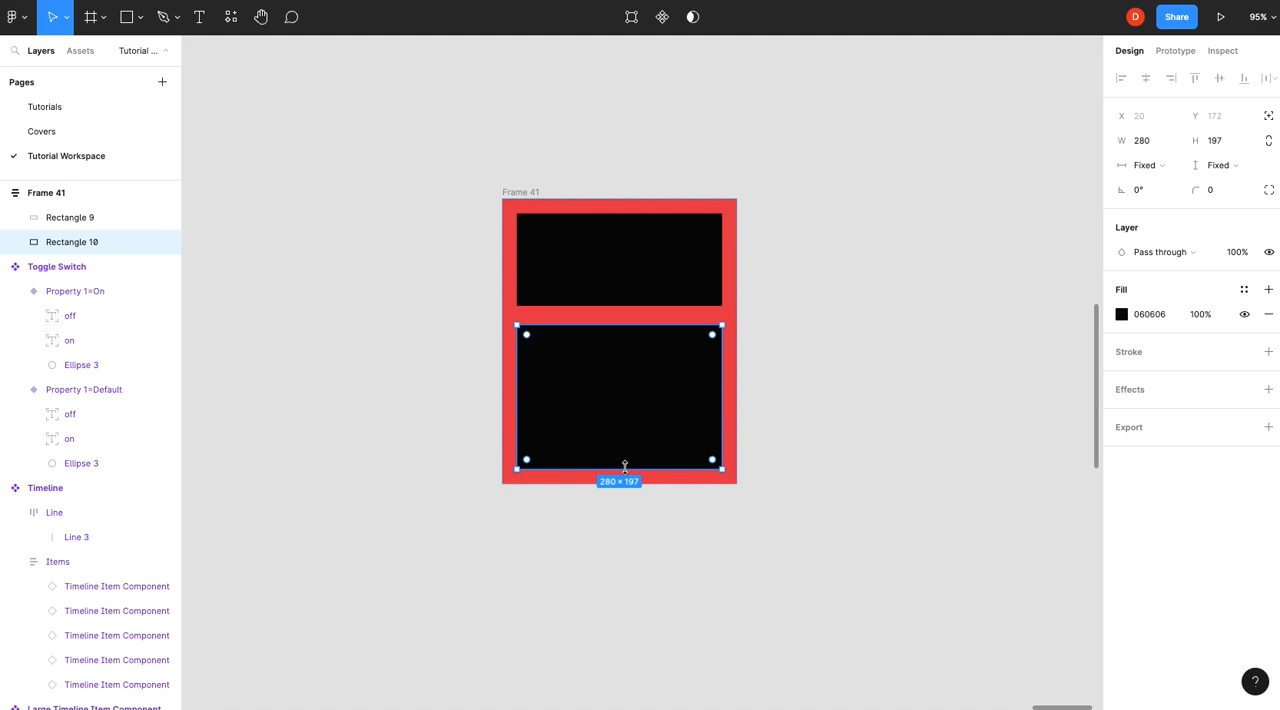 D
Share
95%
Layers
Assets
Tutorial ...
Design
Prototype
Inspect
Pages
Tutorials
Covers
Tutorial Workspace
Frame 41
Rectangle 9
Rectangle 10
Toggle Switch
Property 1=On
off
on
Ellipse 3
Property 1=Default
off
on
Ellipse 3
Timeline
Line
Line 3
Items
Timeline Item Component
Timeline Item Component
Timeline Item Component
Timeline Item Component
Timeline Item Component
Large Timeline Item Component
Frame 41
280 × 197
X 20 Y 172
W 280 H 197
Fixed Fixed
0° 0
Layer
Pass through 100%
Fill
060606 100%
Stroke
Effects
Export
?